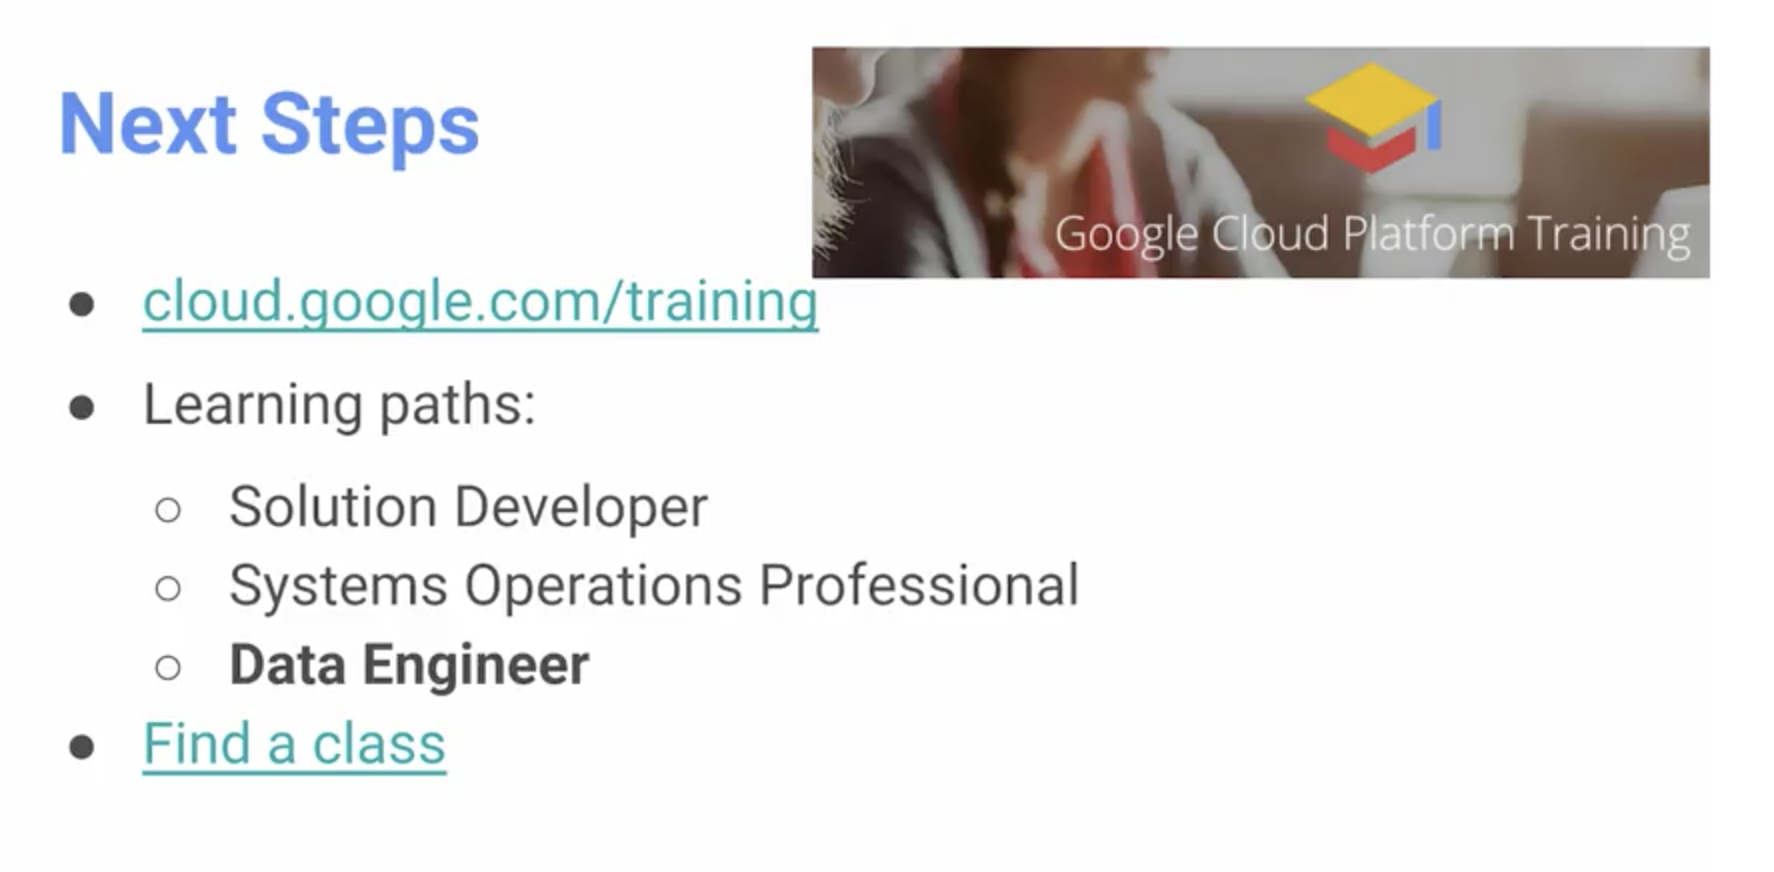 Next Steps
Google Cloud Platform Training
● cloud.google.com/training
● Learning paths:
○ Solution Developer
○ Systems Operations Professional
○ Data Engineer
● Find a class